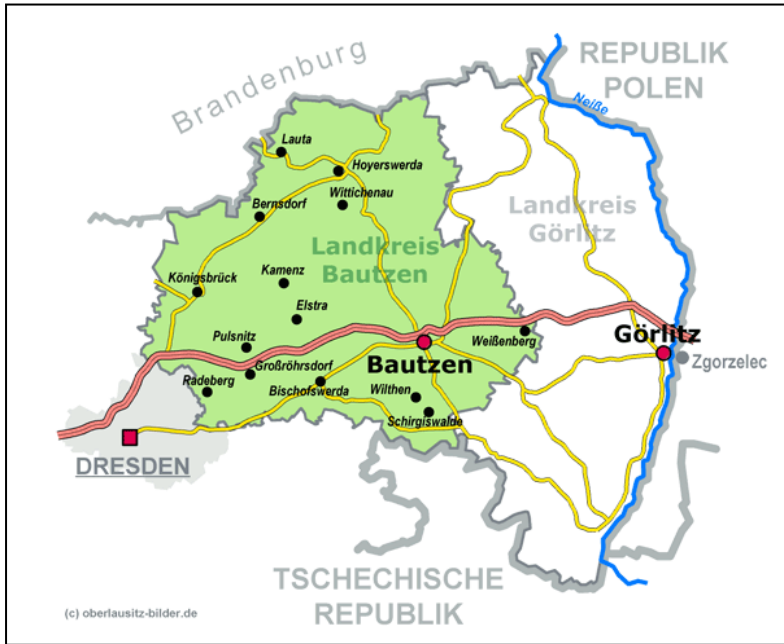 REPUBLIK
POLEN
Brandenburg
Neiße
Lauta
Hoyerswerda
Wittichenau
Bernsdorf
Landkreis
Görlitz
Landkreis
Bautzen
Königsbrück
Kamenz
Elstra
Pulsnitz
Weißenberg
Görlitz
Bautzen
Zgorzelec
Großröhrsdorf
Radeberg
Bischofswerda
Wilthen
Schirgiswalde
DRESDEN
TSCHECHISCHE
REPUBLIK
(c) oberlausitz-bilder.de